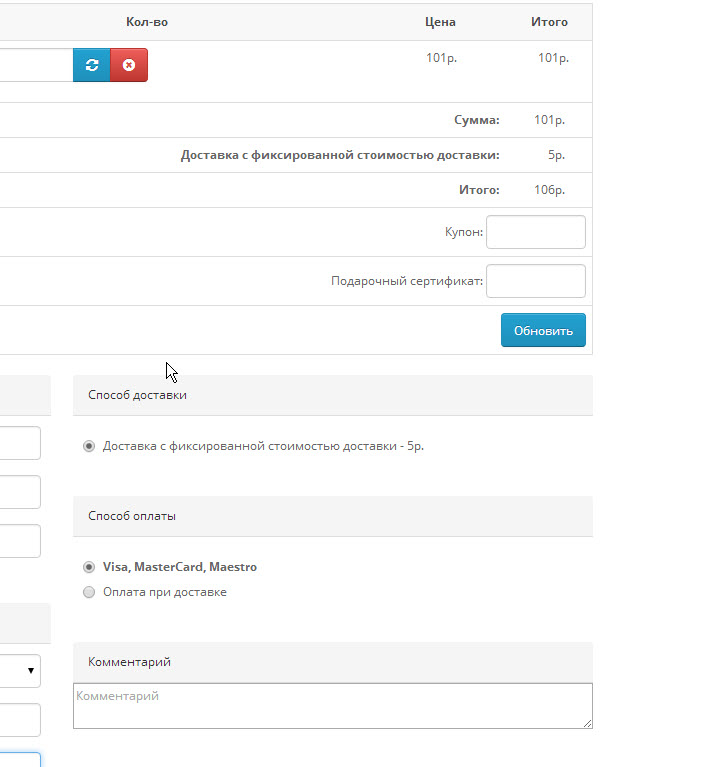 Кол-во Цена Итого
101р. 101р.
Сумма: 101р.
Доставка с фиксированной стоимостью доставки: 5р.
Итого: 106р.
Купон:
Подарочный сертификат:
Обновить
Способ доставки
Доставка с фиксированной стоимостью доставки - 5р.
Способ оплаты
Visa, MasterCard, Maestro
Оплата при доставке
Комментарий
Комментарий